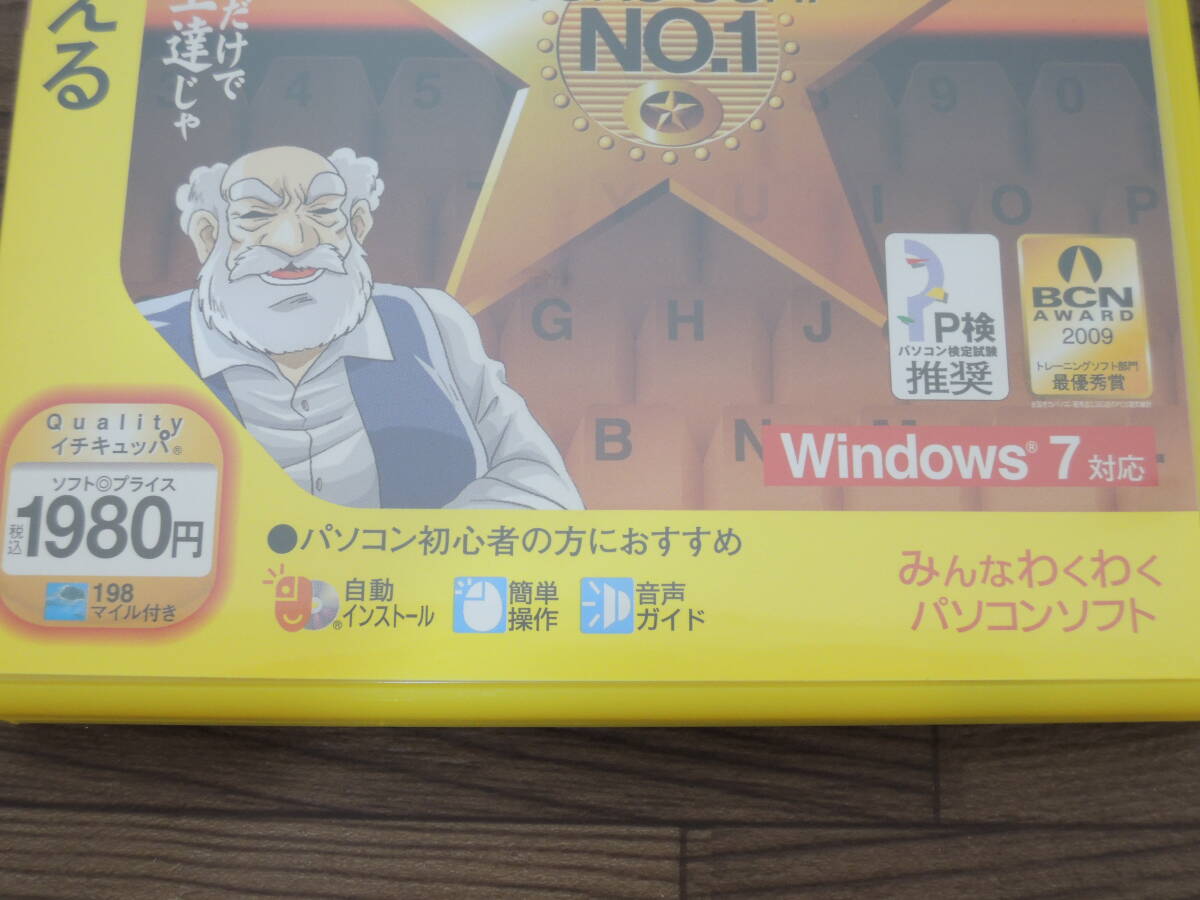 える
だけで
上達じゃ
NO.1
4 5 9 0
Y U I O P
G H J
B N M
P検
パソコン検定試験
推奨
BCN
AWARD
2009
トレーニングソフト部門
最優秀賞
Windows® 7 対応
Quality
イチキュッパ®
ソフト◎プライス
税込1980円
198
マイル付き
●パソコン初心者の方におすすめ
自動
®インストール
簡単
操作
音声
ガイド
みんなわくわく
パソコンソフト